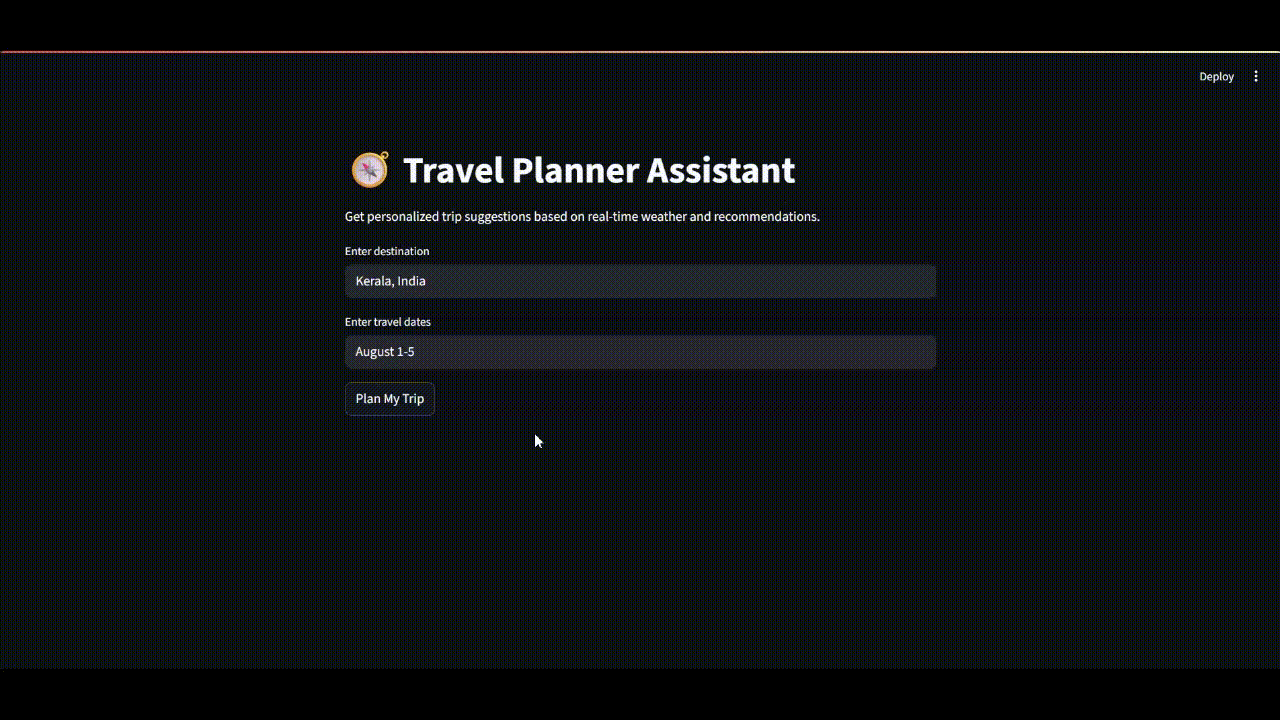 Deploy
Travel Planner Assistant
Get personalized trip suggestions based on real-time weather and recommendations.
Enter destination
Kerala, India
Enter travel dates
August 1-5
Plan My Trip